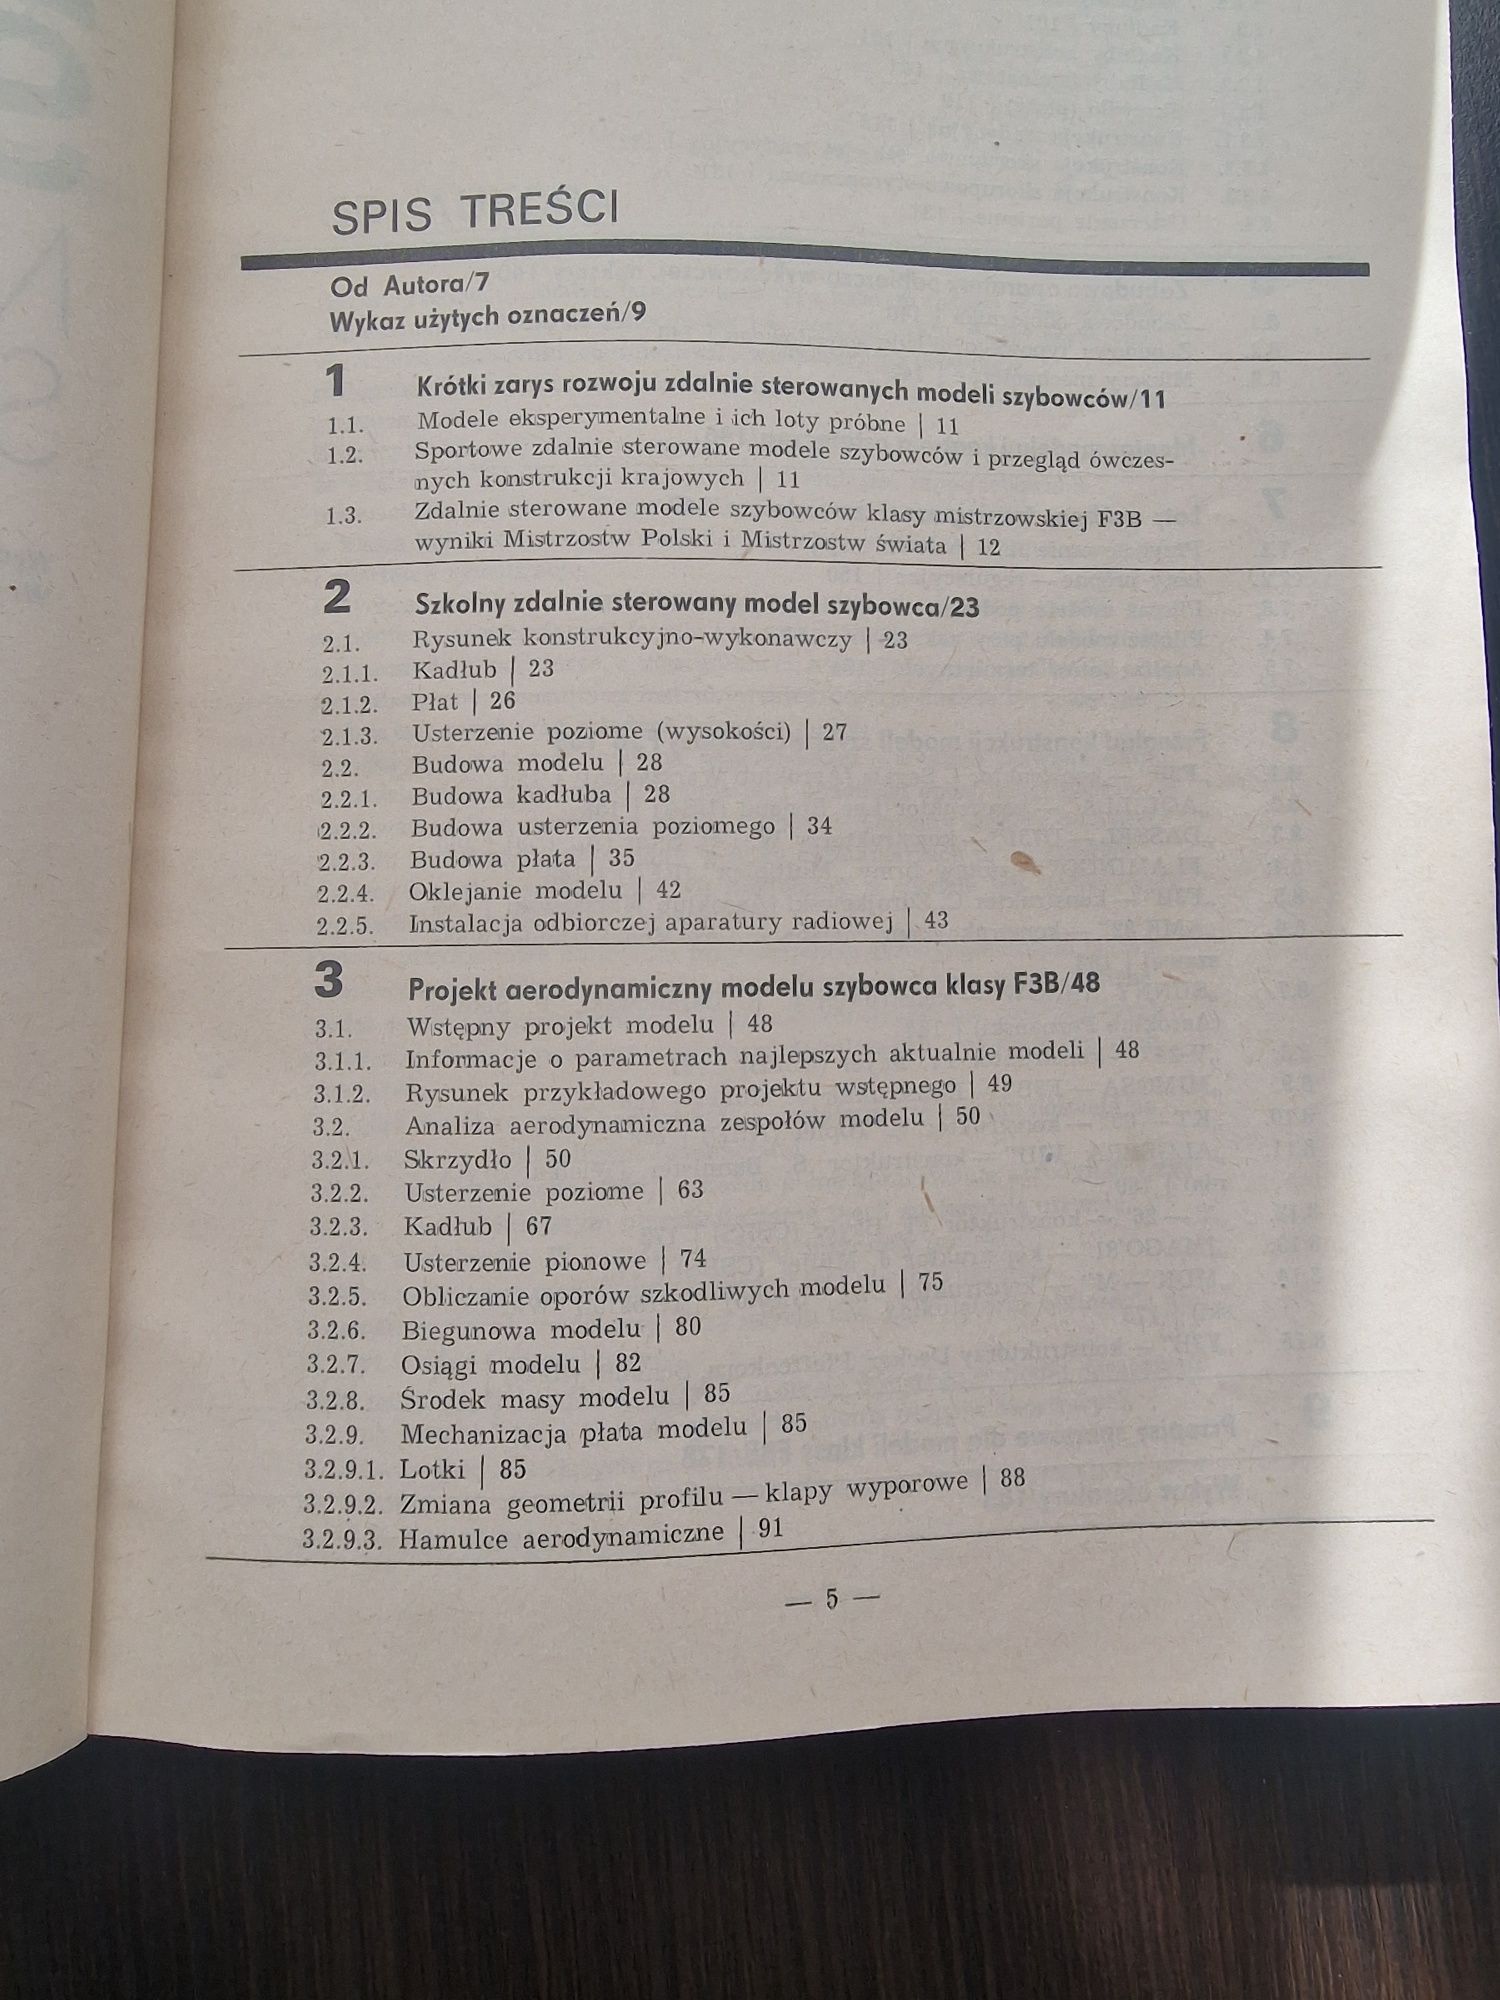 SPIS TREŚCI
Od Autora/7
Wykaz użytych oznaczeń/9
1 Krótki zarys rozwoju zdalnie sterowanych modeli szybowców/11
1.1. Modele eksperymentalne i ich loty próbne | 11
1.2. Sportowe zdalnie sterowane modele szybowców i przegląd ówczes-
nych konstrukcji krajowych | 11
1.3. Zdalnie sterowane modele szybowców klasy mistrzowskiej F3B —
wyniki Mistrzostw Polski i Mistrzostw świata | 12
2 Szkolny zdalnie sterowany model szybowca/23
2.1. Rysunek konstrukcyjno-wykonawczy | 23
2.1.1. Kadłub | 23
2.1.2. Płat | 26
2.1.3. Usterzenie poziome (wysokości) | 27
2.2. Budowa modelu | 28
2.2.1. Budowa kadłuba | 28
2.2.2. Budowa usterzenia poziomego | 34
2.2.3. Budowa płata | 35
2.2.4. Oklejanie modelu | 42
2.2.5. Instalacja odbiorczej aparatury radiowej | 43
3 Projekt aerodynamiczny modelu szybowca klasy F3B/48
3.1. Wstępny projekt modelu | 48
3.1.1. Informacje o parametrach najlepszych aktualnie modeli | 48
3.1.2. Rysunek przykładowego projektu wstępnego | 49
3.2. Analiza aerodynamiczna zespołów modelu | 50
3.2.1. Skrzydło | 50
3.2.2. Usterzenie poziome | 63
3.2.3. Kadłub | 67
3.2.4. Usterzenie pionowe | 74
3.2.5. Obliczanie oporów szkodliwych modelu | 75
3.2.6. Biegunowa modelu | 80
3.2.7. Osiągi modelu | 82
3.2.8. Środek masy modelu | 85
3.2.9. Mechanizacja płata modelu | 85
3.2.9.1. Lotki | 85
3.2.9.2. Zmiana geometrii profilu — klapy wyporowe | 88
3.2.9.3. Hamulce aerodynamiczne | 91
— 5 —